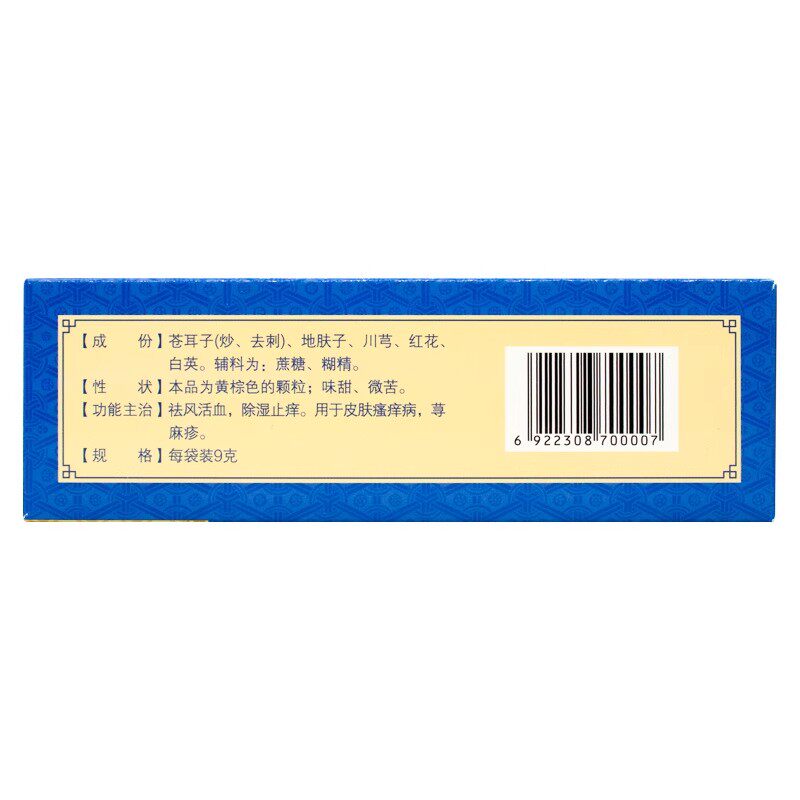 【成 份】苍耳子(炒、去刺)、地肤子、川芎、红花、
白英。辅料为：蔗糖、糊精。
【性 状】本品为黄棕色的颗粒；味甜、微苦。
【功能主治】祛风活血，除湿止痒。用于皮肤瘙痒病，荨
麻疹。
【规 格】每袋装9克
6 922308 700007